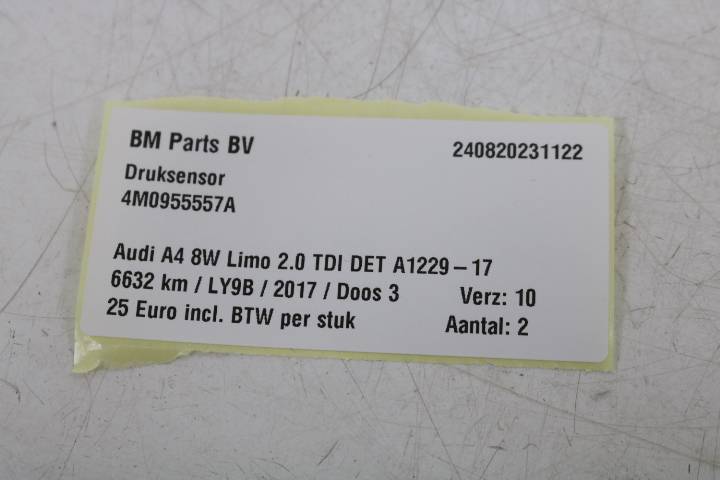 BM Parts BV 240820231122
Druksensor
4M0955557A
Audi A4 8W Limo 2.0 TDI DET A1229-17
6632 km / LY9B / 2017 / Doos 3 Verz: 10
25 Euro incl. BTW per stuk Aantal: 2